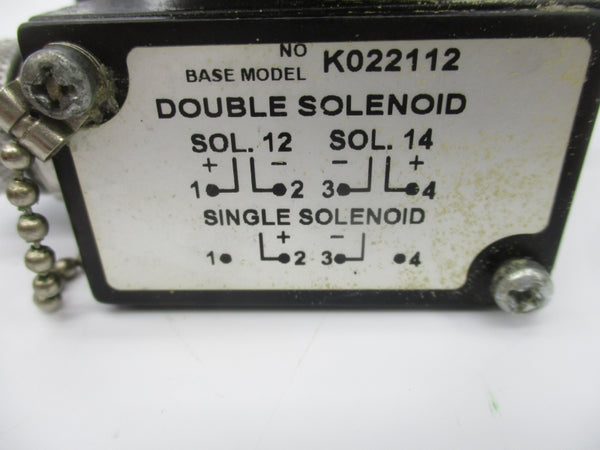 NO
BASE MODEL K022112
DOUBLE SOLENOID
SOL. 12 SOL. 14
+ - - +
1 2 3 4
SINGLE SOLENOID
+ -
1 2 3 4